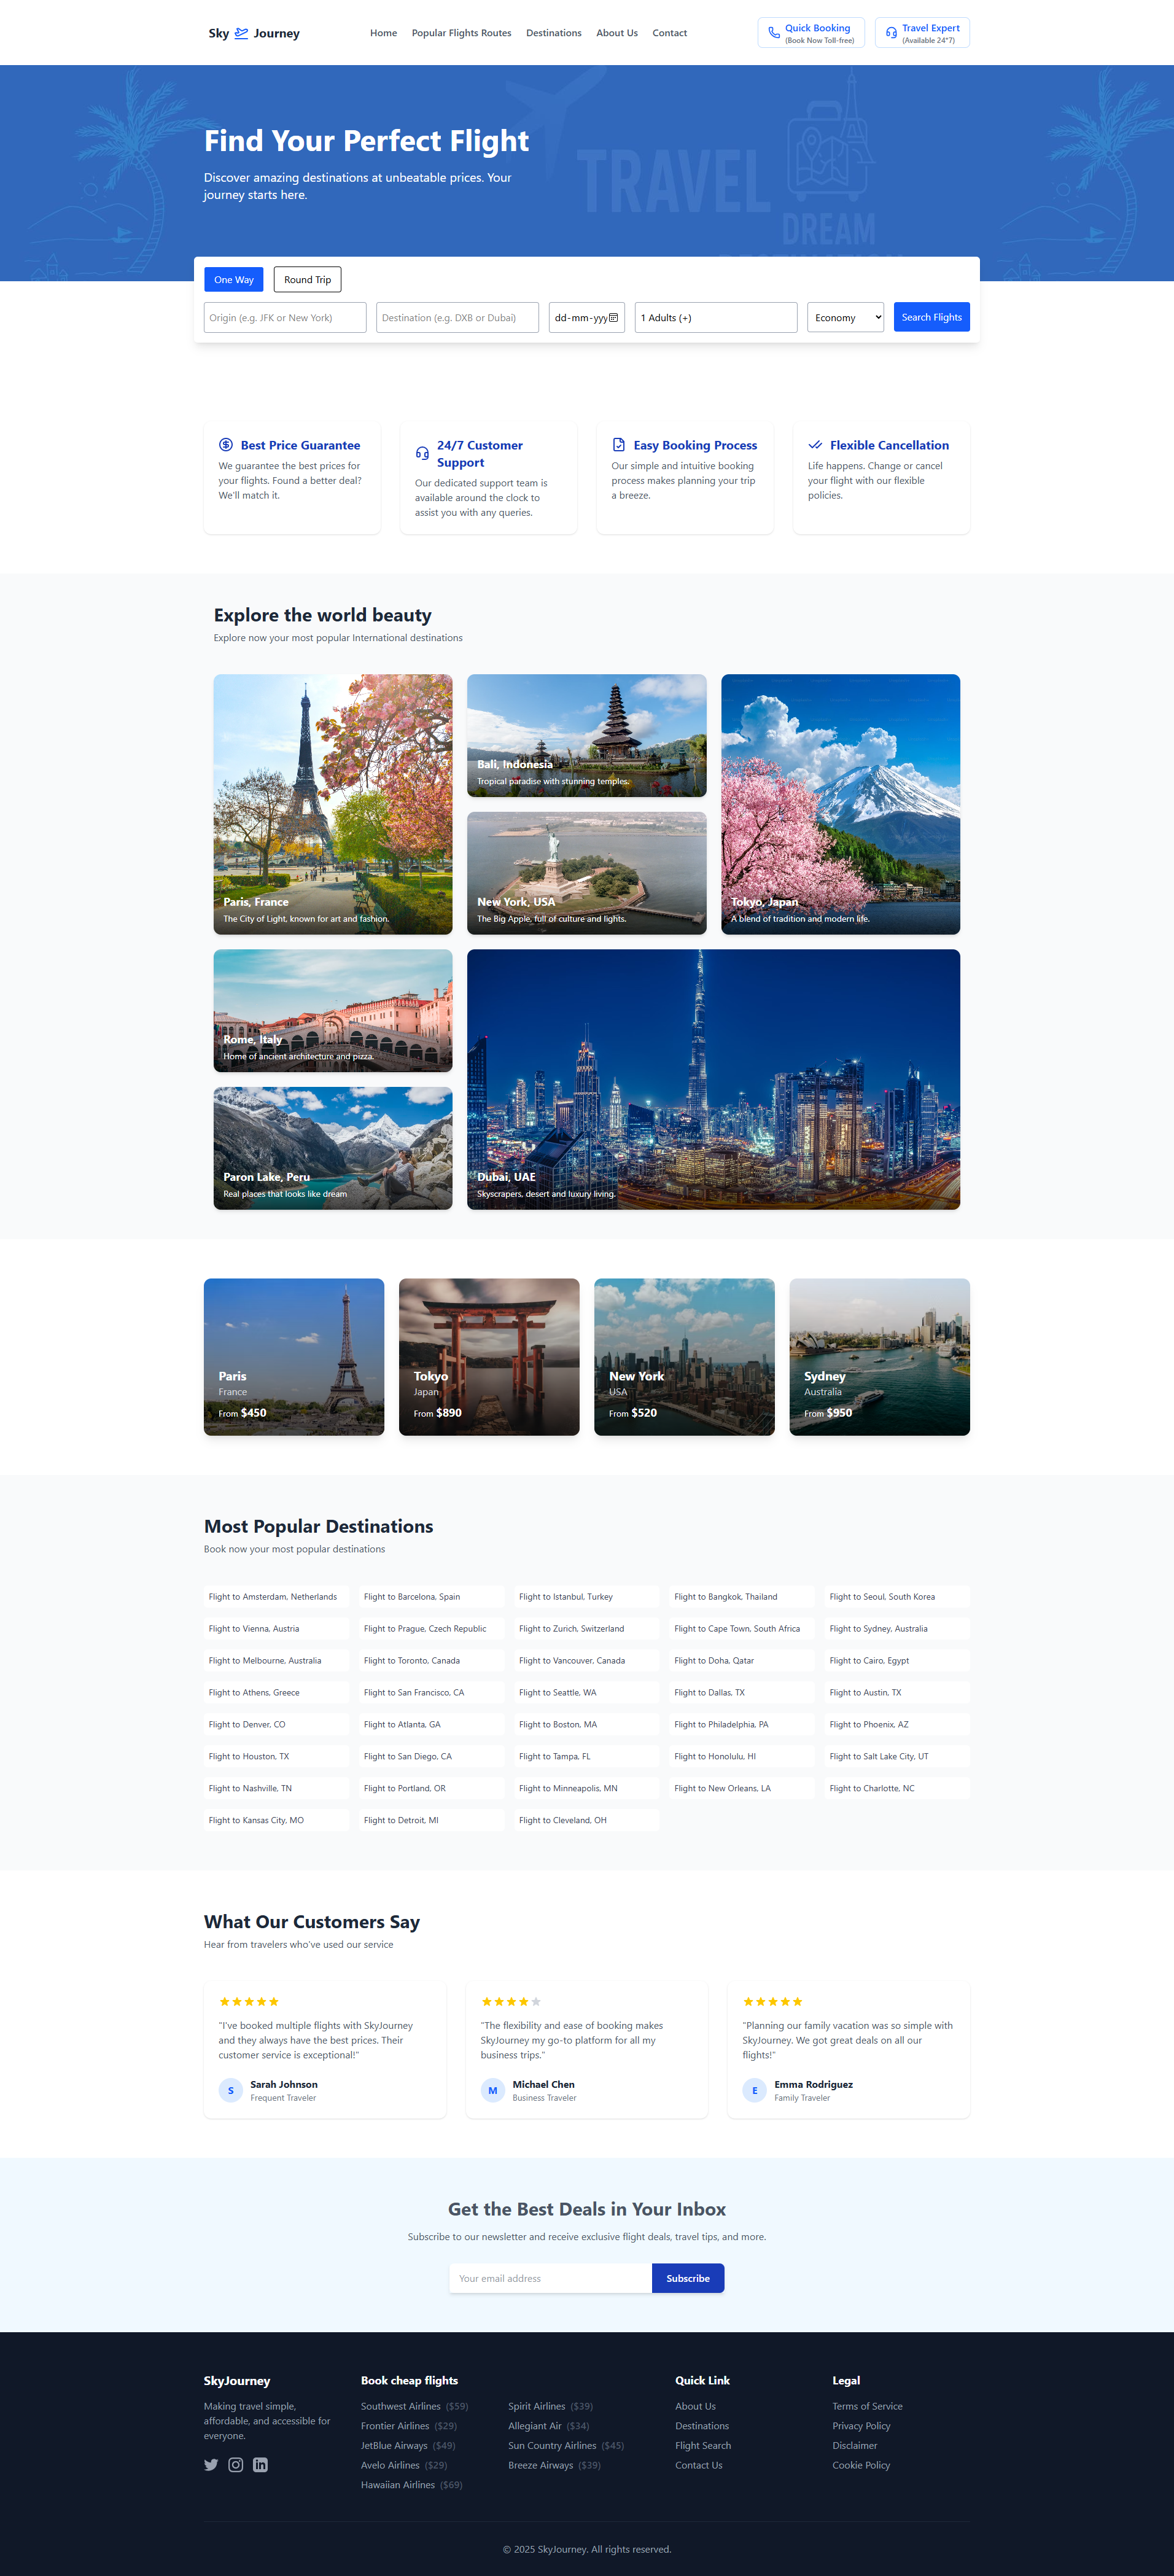 Sky Journey
Home Popular Flights Routes Destinations About Us Contact
Quick Booking
(Book Now Toll-free)
Travel Expert
(Available 24*7)
Find Your Perfect Flight
Discover amazing destinations at unbeatable prices. Your
journey starts here.
TRAVEL
DREAM
One Way
Round Trip
Origin (e.g. JFK or New York)
Destination (e.g. DXB or Dubai)
dd-mm-yyy
1 Adults (+)
Economy
Search Flights
Best Price Guarantee
We guarantee the best prices for
your flights. Found a better deal?
We'll match it.
24/7 Customer
Support
Our dedicated support team is
available around the clock to
assist you with any queries.
Easy Booking Process
Our simple and intuitive booking
process makes planning your trip
a breeze.
Flexible Cancellation
Life happens. Change or cancel
your flight with our flexible
policies.
Explore the world beauty
Explore now your most popular International destinations
Paris, France
The City of Light, known for art and fashion.
Bali, Indonesia
Tropical paradise with stunning temples.
New York, USA
The Big Apple, full of culture and lights.
Tokyo, Japan
A blend of tradition and modern life.
Rome, Italy
Home of ancient architecture and pizza.
Paron Lake, Peru
Real places that looks like dream
Dubai, UAE
Skyscrapers, desert and luxury living.
Paris
France
From $450
Tokyo
Japan
From $890
New York
USA
From $520
Sydney
Australia
From $950
Most Popular Destinations
Book now your most popular destinations
Flight to Amsterdam, Netherlands
Flight to Barcelona, Spain
Flight to Istanbul, Turkey
Flight to Bangkok, Thailand
Flight to Seoul, South Korea
Flight to Vienna, Austria
Flight to Prague, Czech Republic
Flight to Zurich, Switzerland
Flight to Cape Town, South Africa
Flight to Sydney, Australia
Flight to Melbourne, Australia
Flight to Toronto, Canada
Flight to Vancouver, Canada
Flight to Doha, Qatar
Flight to Cairo, Egypt
Flight to Athens, Greece
Flight to San Francisco, CA
Flight to Seattle, WA
Flight to Dallas, TX
Flight to Austin, TX
Flight to Denver, CO
Flight to Atlanta, GA
Flight to Boston, MA
Flight to Philadelphia, PA
Flight to Phoenix, AZ
Flight to Houston, TX
Flight to San Diego, CA
Flight to Tampa, FL
Flight to Honolulu, HI
Flight to Salt Lake City, UT
Flight to Nashville, TN
Flight to Portland, OR
Flight to Minneapolis, MN
Flight to New Orleans, LA
Flight to Charlotte, NC
Flight to Kansas City, MO
Flight to Detroit, MI
Flight to Cleveland, OH
What Our Customers Say
Hear from travelers who've used our service
"I've booked multiple flights with SkyJourney
and they always have the best prices. Their
customer service is exceptional!"
S
Sarah Johnson
Frequent Traveler
"The flexibility and ease of booking makes
SkyJourney my go-to platform for all my
business trips."
M
Michael Chen
Business Traveler
"Planning our family vacation was so simple with
SkyJourney. We got great deals on all our
flights!"
E
Emma Rodriguez
Family Traveler
Get the Best Deals in Your Inbox
Subscribe to our newsletter and receive exclusive flight deals, travel tips, and more.
Your email address
Subscribe
SkyJourney
Making travel simple,
affordable, and accessible for
everyone.
Book cheap flights
Southwest Airlines ($59)
Frontier Airlines ($29)
JetBlue Airways ($49)
Avelo Airlines ($29)
Hawaiian Airlines ($69)
Spirit Airlines ($39)
Allegiant Air ($34)
Sun Country Airlines ($45)
Breeze Airways ($39)
Quick Link
About Us
Destinations
Flight Search
Contact Us
Legal
Terms of Service
Privacy Policy
Disclaimer
Cookie Policy
© 2025 SkyJourney. All rights reserved.